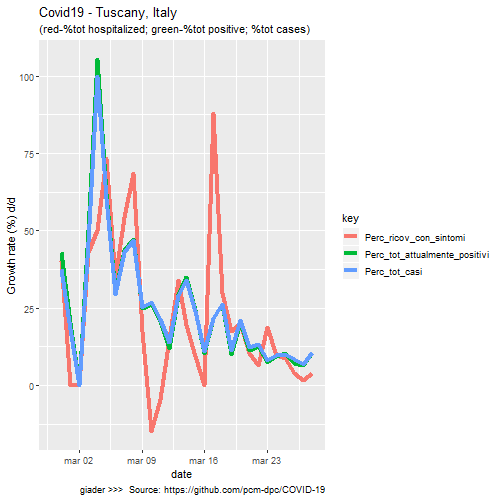 Covid19 - Tuscany, Italy
(red-%tot hospitalized; green-%tot positive; %tot cases)
Growth rate (%) d/d
100
75
50
25
0
mar 02 mar 09 mar 16 mar 23
date
key
Perc_ricov_con_sintomi
Perc_tot_attualmente_positivi
Perc_tot_casi
giader >>> Source: https://github.com/pcm-dpc/COVID-19